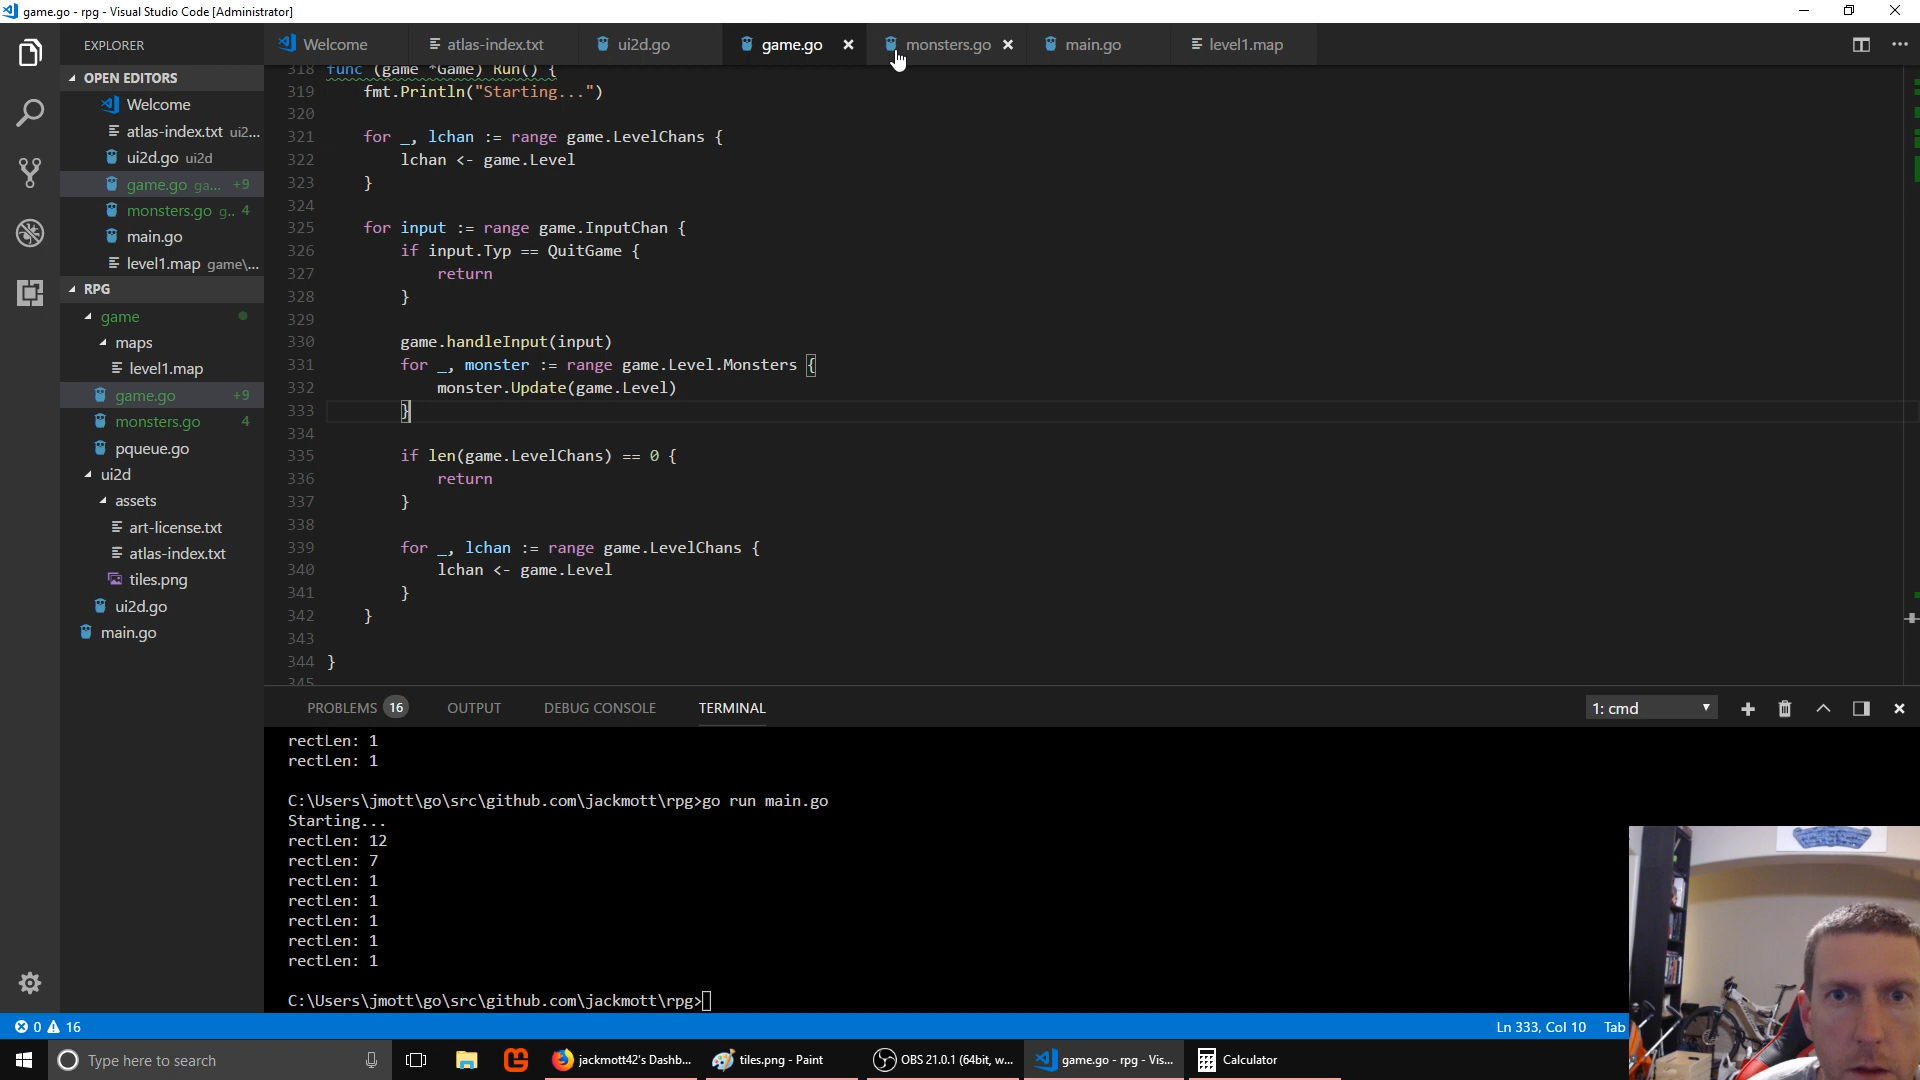 game.go - rpg - Visual Studio Code [Administrator]
EXPLORER
Welcome
atlas-index.txt
ui2d.go
game.go
monsters.go
main.go
level1.map
OPEN EDITORS
Welcome
atlas-index.txt ui2...
ui2d.go ui2d
game.go ga... +9
monsters.go g.. 4
main.go
level1.map game\...
RPG
game
maps
level1.map
game.go +9
monsters.go 4
pqueue.go
ui2d
assets
art-license.txt
atlas-index.txt
tiles.png
ui2d.go
main.go
318 func (game *Game) Run() {
319 fmt.Println("Starting...")
320
321 for _, lchan := range game.LevelChans {
322 lchan <- game.Level
323 }
324
325 for input := range game.InputChan {
326 if input.Typ == QuitGame {
327 return
328 }
329
330 game.handleInput(input)
331 for _, monster := range game.Level.Monsters {
332 monster.Update(game.Level)
333 }
334
335 if len(game.LevelChans) == 0 {
336 return
337 }
338
339 for _, lchan := range game.LevelChans {
340 lchan <- game.Level
341 }
342 }
343
344 }
345
PROBLEMS 16
OUTPUT
DEBUG CONSOLE
TERMINAL
1: cmd
rectLen: 1
rectLen: 1
C:\Users\jmott\go\src\github.com\jackmott\rpg>go run main.go
Starting...
rectLen: 12
rectLen: 7
rectLen: 1
rectLen: 1
rectLen: 1
rectLen: 1
rectLen: 1
C:\Users\jmott\go\src\github.com\jackmott\rpg>
0 16
Ln 333, Col 10
Tab
Type here to search
jackmott42's Dashb...
tiles.png - Paint
OBS 21.0.1 (64bit, w...
game.go - rpg - Vis...
Calculator